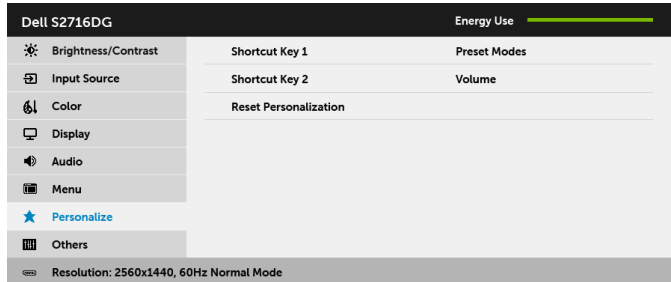 Dell S2716DG Energy Use
Brightness/Contrast Shortcut Key 1 Preset Modes
Input Source Shortcut Key 2 Volume
Color Reset Personalization
Display
Audio
Menu
Personalize
Others
Resolution: 2560x1440, 60Hz Normal Mode